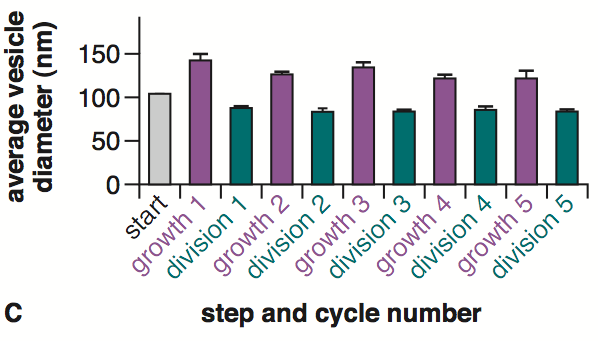 average vesicle
diameter (nm)
150
100
50
0
start
growth 1
division 1
growth 2
division 2
growth 3
division 3
growth 4
division 4
growth 5
division 5
C
step and cycle number